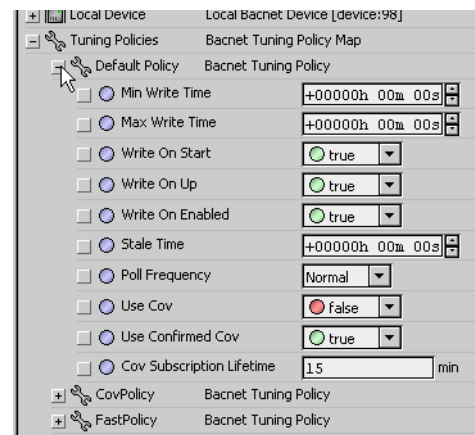 Local Device Local Bacnet Device [device:98]
Tuning Policies Bacnet Tuning Policy Map
Default Policy Bacnet Tuning Policy
Min Write Time +00000h 00m 00s
Max Write Time +00000h 00m 00s
Write On Start true
Write On Up true
Write On Enabled true
Stale Time +00000h 00m 00s
Poll Frequency Normal
Use Cov false
Use Confirmed Cov true
Cov Subscription Lifetime 15 min
CovPolicy Bacnet Tuning Policy
FastPolicy Bacnet Tuning Policy